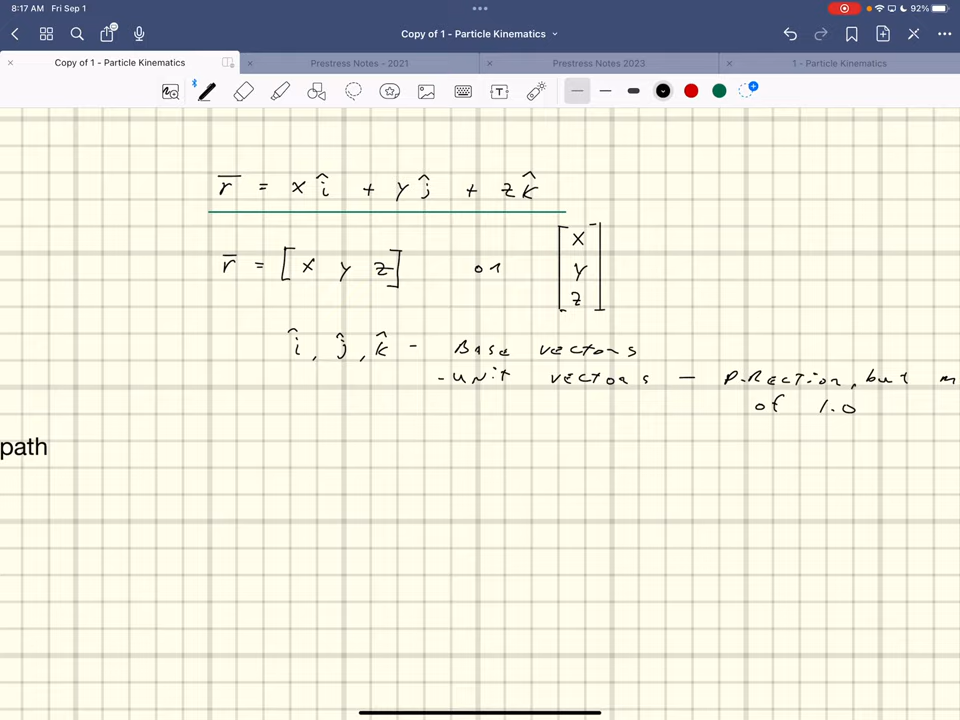 8:17 AM Fri Sep 1
92%
Copy of 1 - Particle Kinematics
Copy of 1 - Particle Kinematics
Prestress Notes - 2021
Prestress Notes 2023
1 - Particle Kinematics
r̅ = x î + y ĵ + z k̂
r̅ = [ x y z ] or [ x
y
z ]
î, ĵ, k̂ - Base vectors
- unit vectors - Direction, but m
of 1.0
path